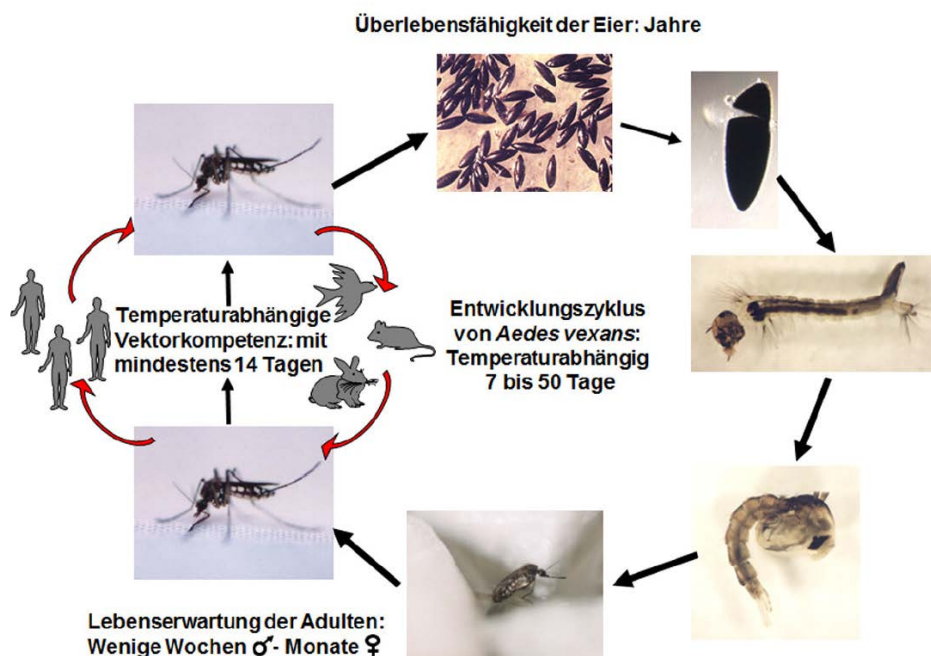 Überlebensfähigkeit der Eier: Jahre
Temperaturabhängige
Vektorkompetenz: mit
mindestens 14 Tagen
Entwicklungszyklus
von Aedes vexans:
Temperaturabhängig
7 bis 50 Tage
Lebenserwartung der Adulten:
Wenige Wochen ♂- Monate ♀